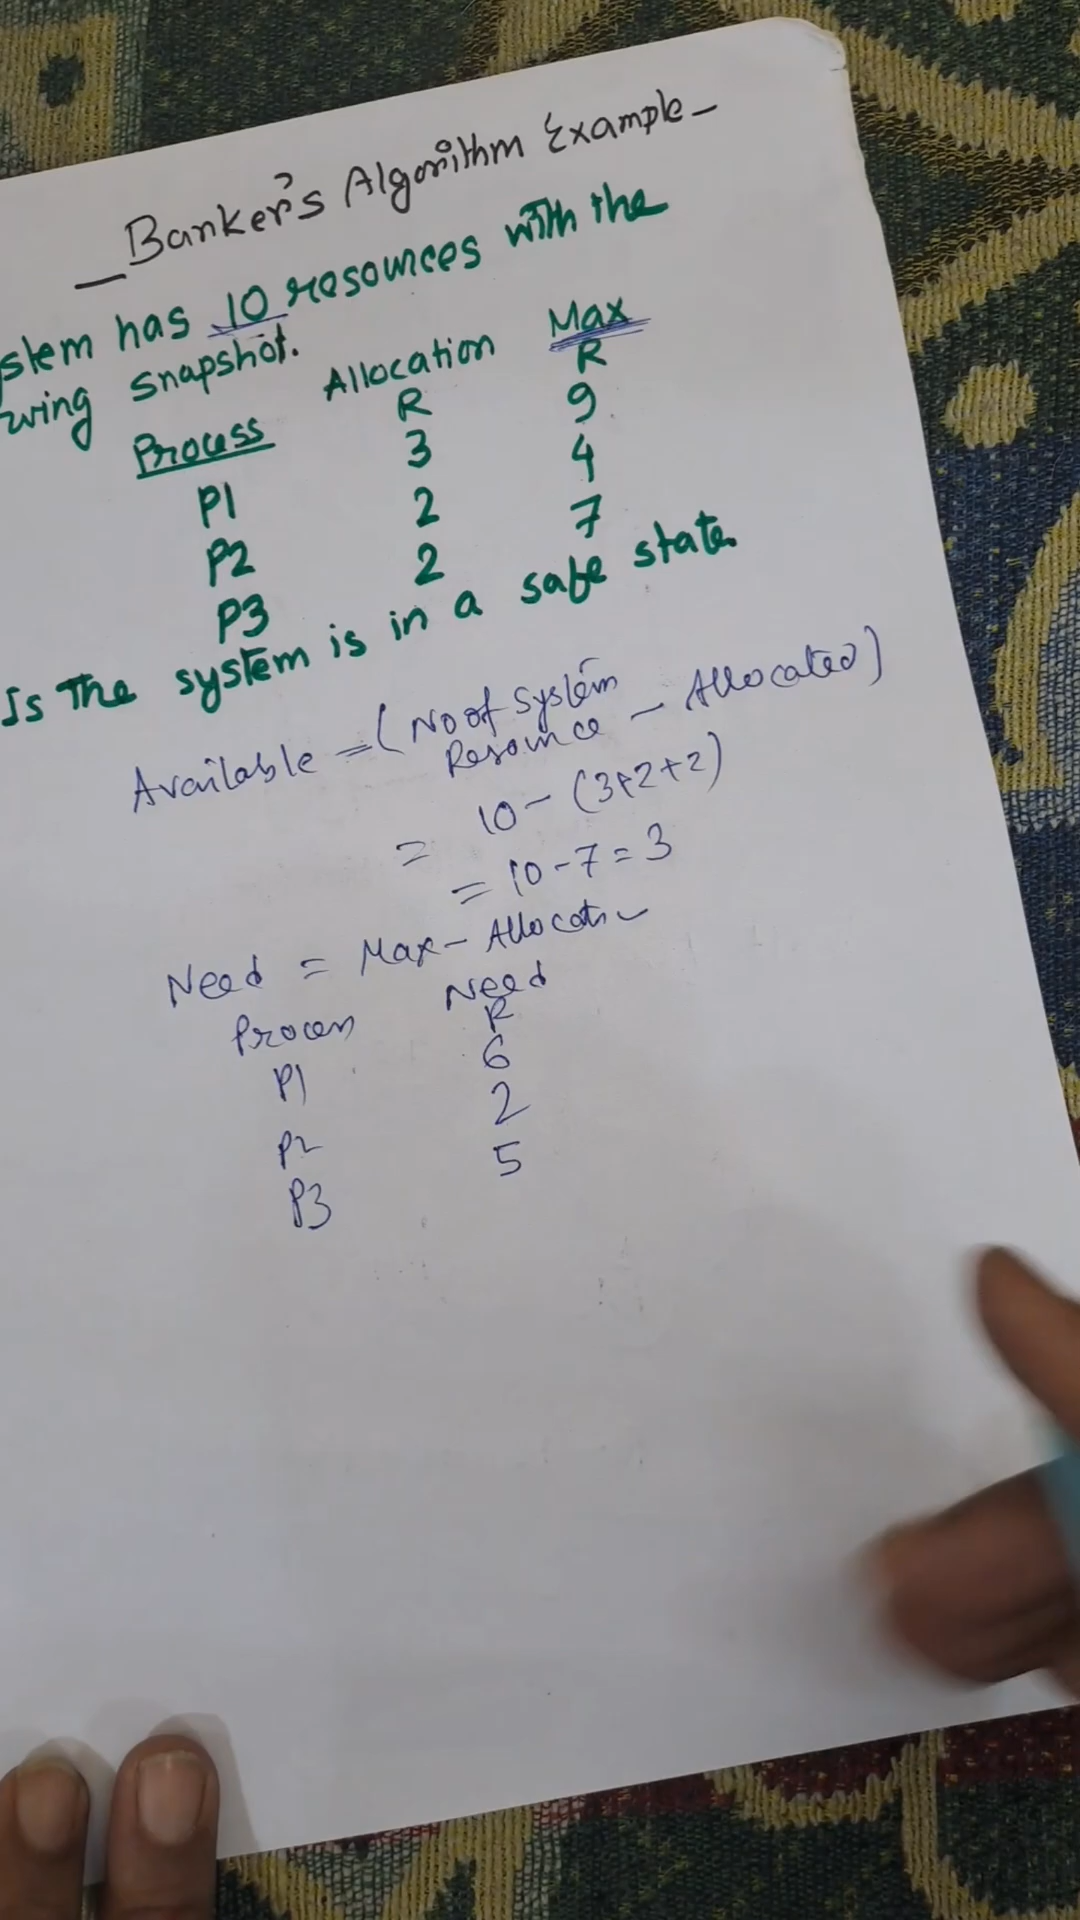 Banker's Algorithm Example -
stem has 10 resources with the
wing snapshot.
Process Allocation Max
R R
P1 3 9
P2 2 4
P3 2 7
Is the system is in a safe state.
Available = (No of System Resource - Allocated)
= 10 - (3+2+2)
= 10 - 7 = 3
Need = Max - Allocation
Process Need
R
P1 6
P2 2
P3 5